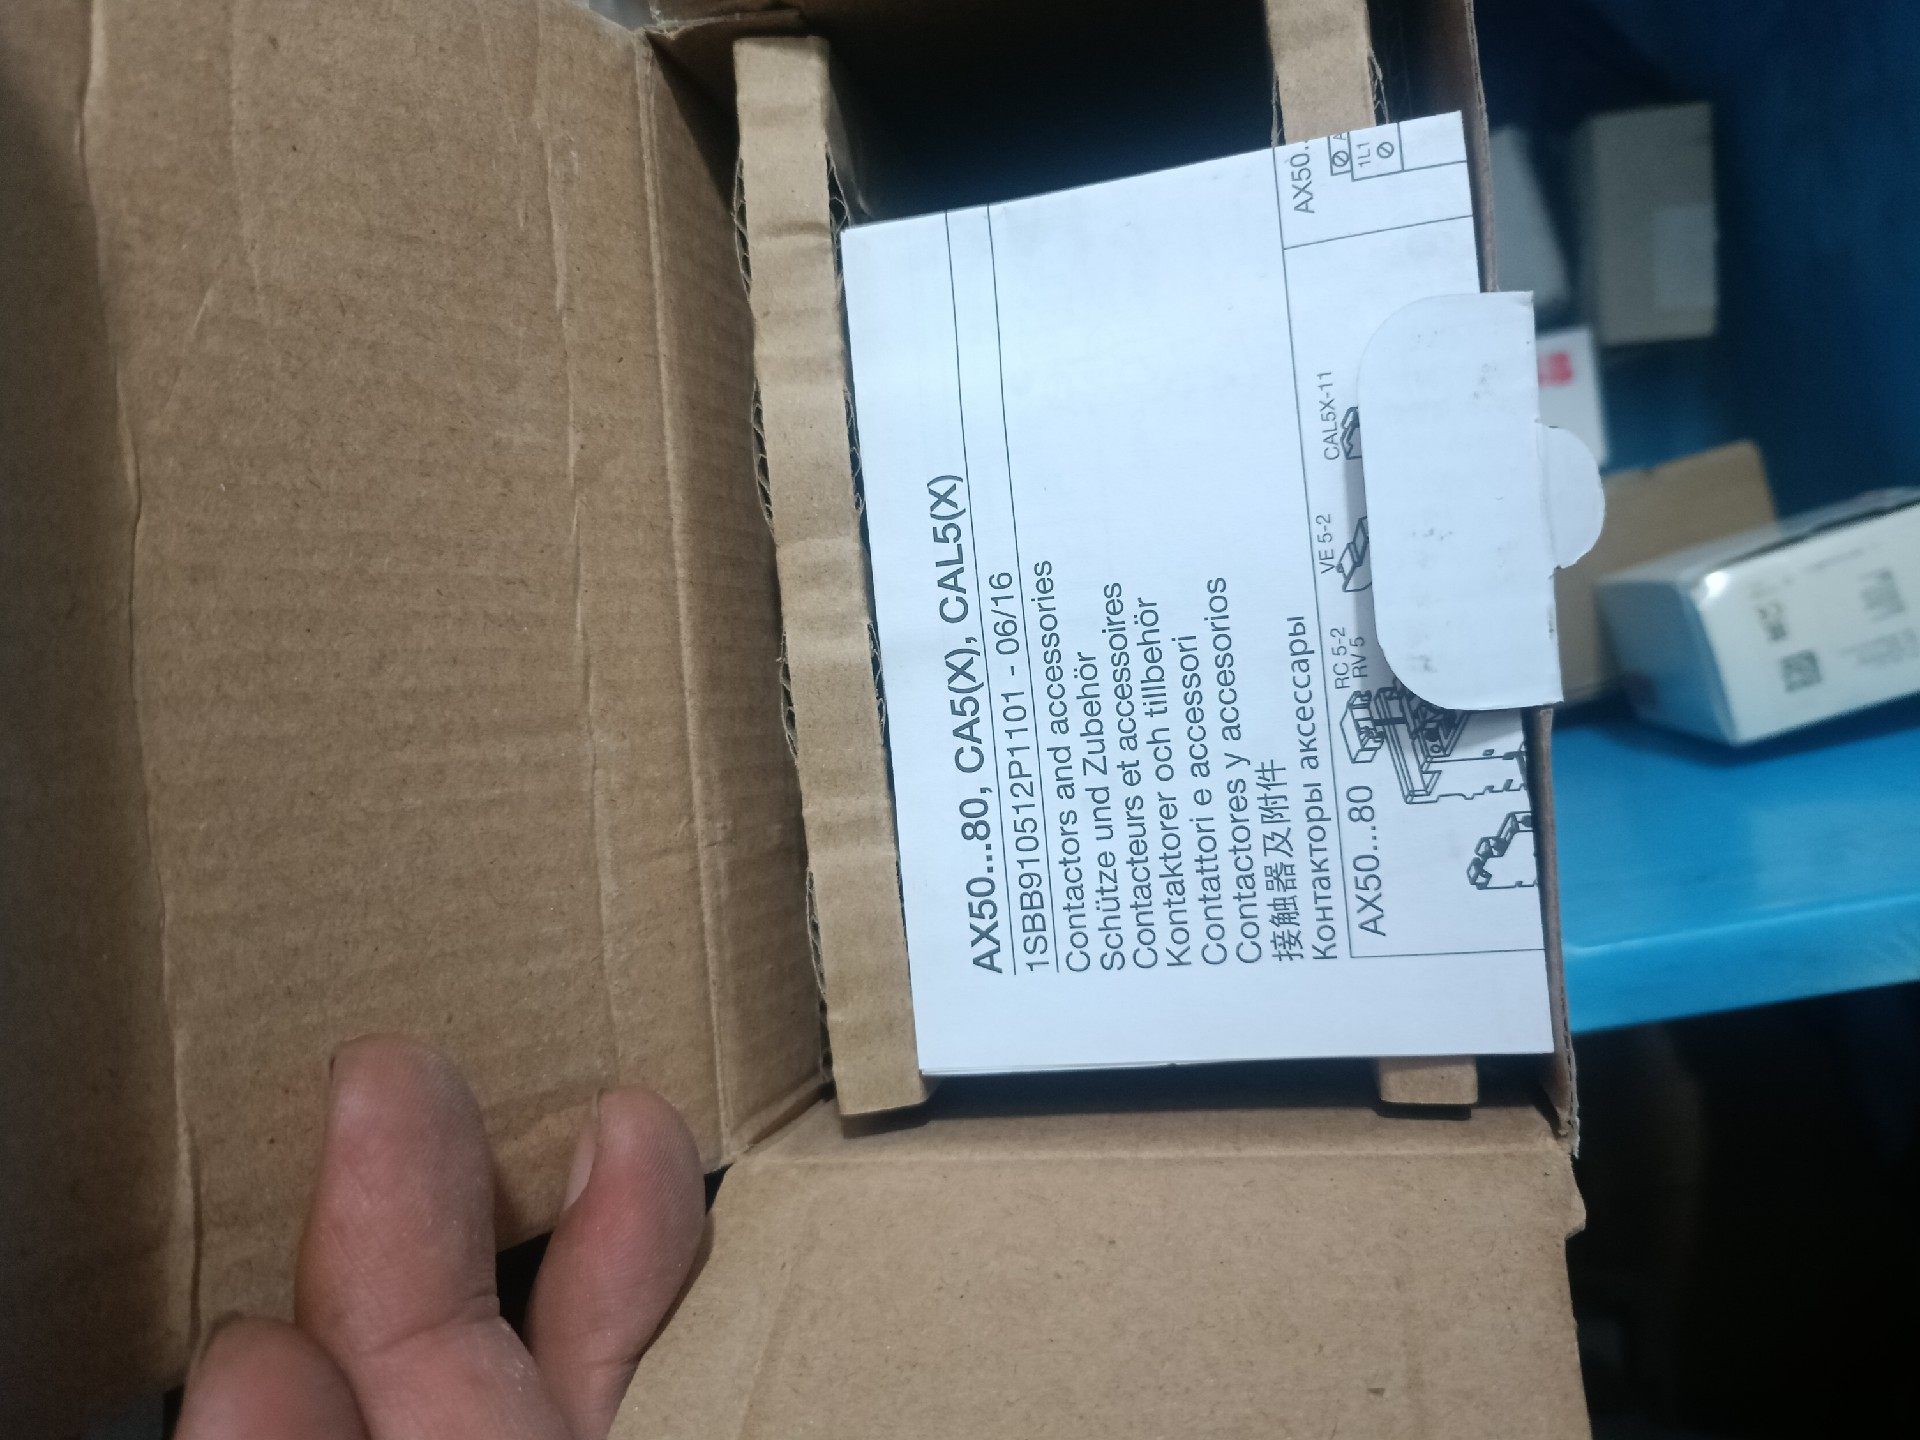 AX50...80, CA5(X), CAL5(X)
1SBB910512P1101 - 06/16
Contactors and accessories
Schütze und Zubehör
Contacteurs et accessoires
Kontaktorer och tillbehör
Contattori e accessori
Contactores y accesorios
接触器及附件
Контакторы аксессары
AX50...80
RC 5-2
RV 5
VE 5-2
CAL5X-11
AX50..
1L1